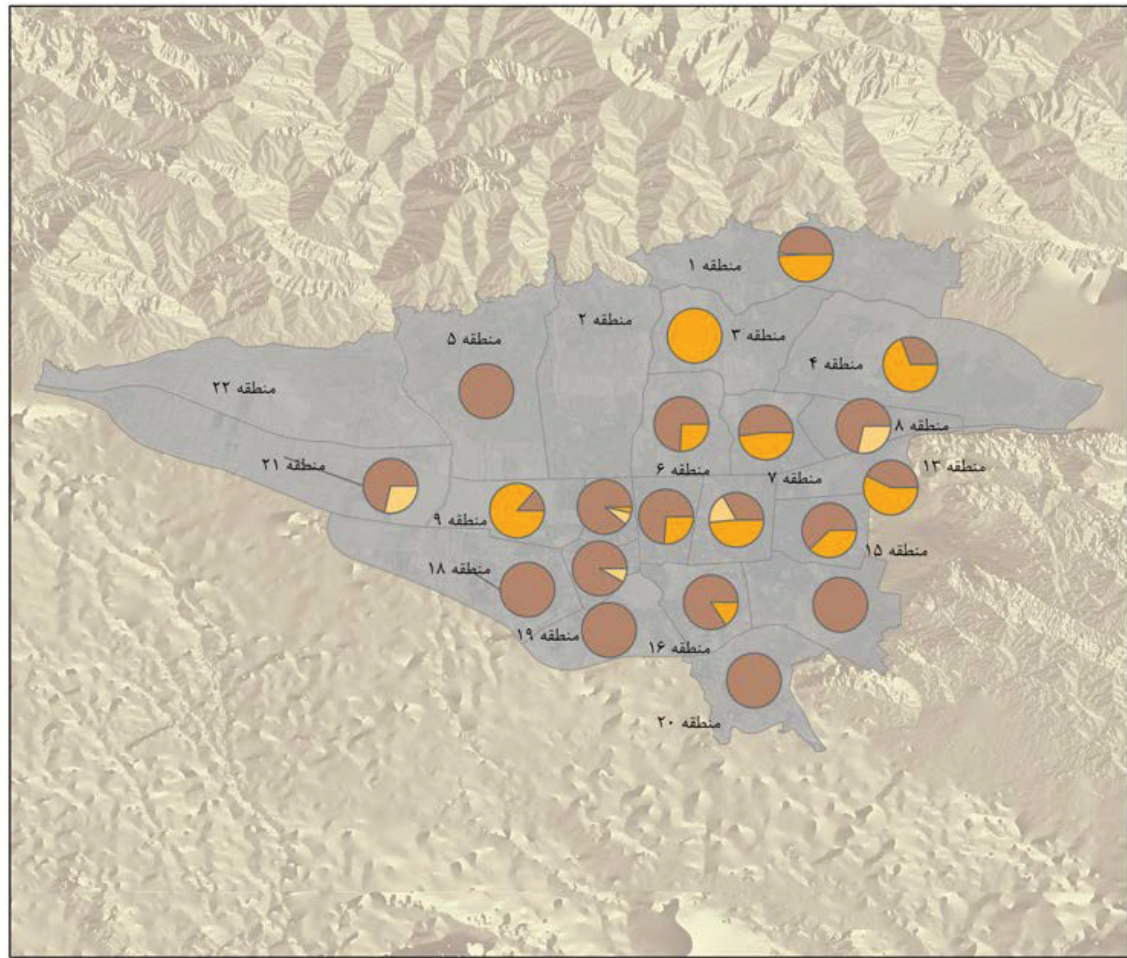 منطقه ۱
منطقه ۲
منطقه ۳
منطقه ۵
منطقه ۴
منطقه ۲۲
منطقه ۸
منطقه ۲۱
منطقه ۶
منطقه ۷
منطقه ۱۳
منطقه ۹
منطقه ۱۵
منطقه ۱۸
منطقه ۱۹
منطقه ۱۶
منطقه ۲۰